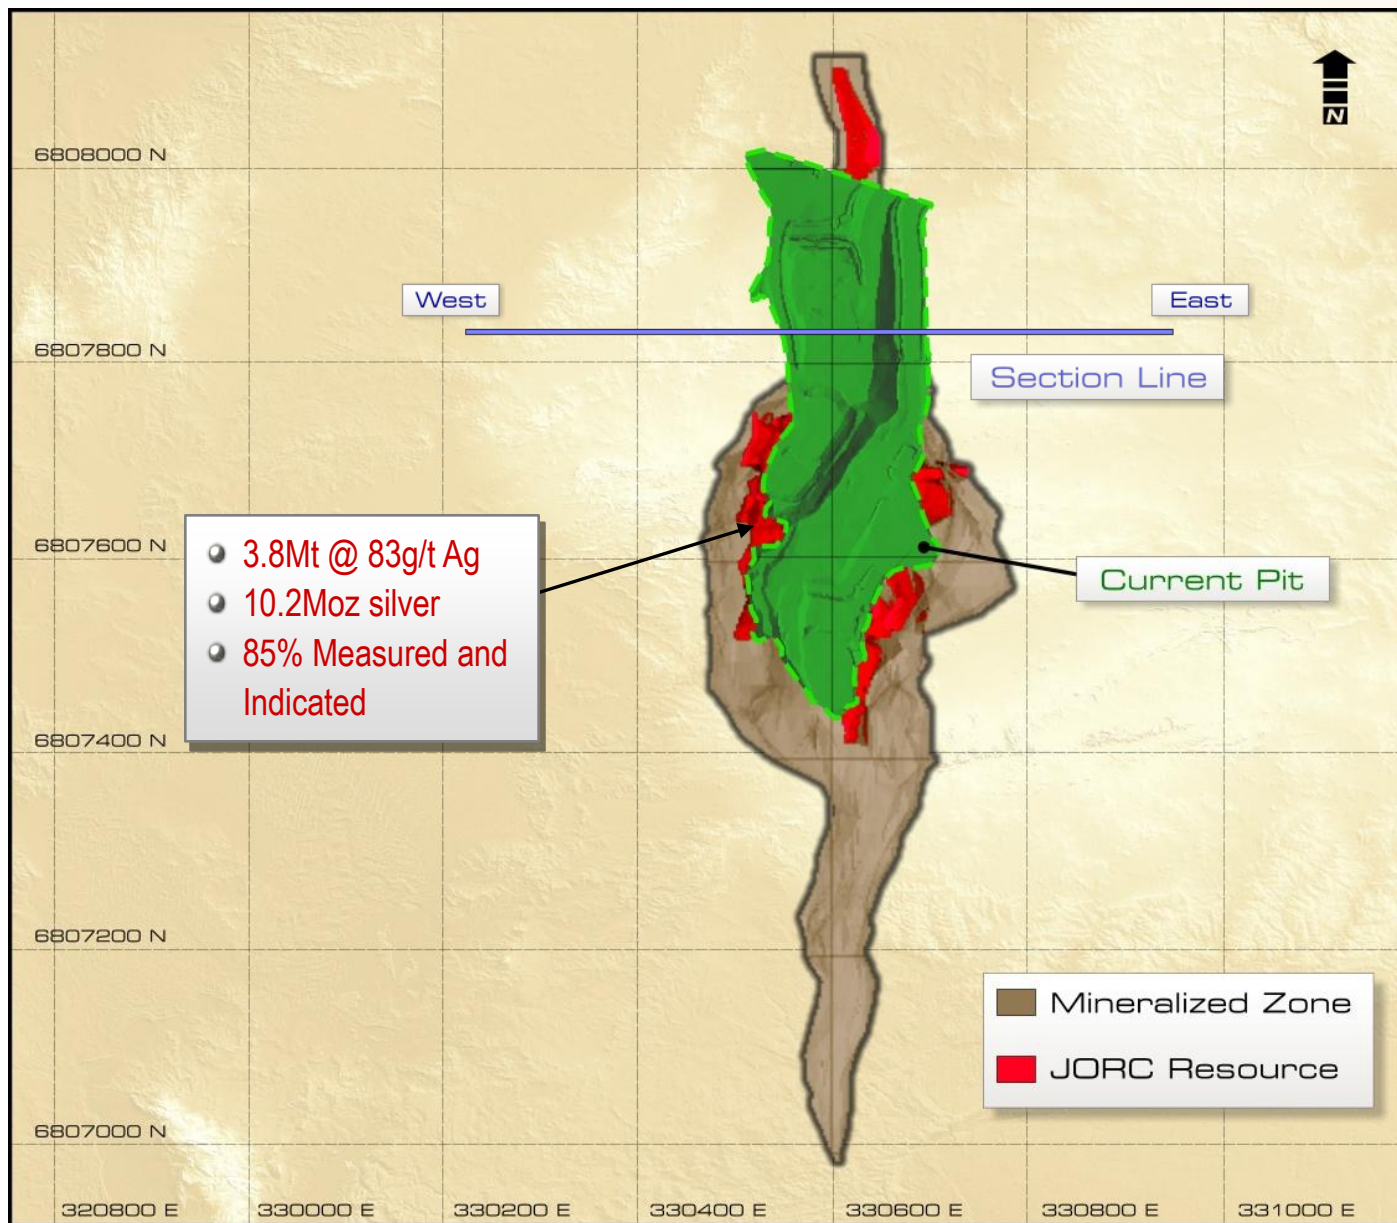 N
6808000 N
West
East
6807800 N
Section Line
3.8Mt @ 83g/t Ag
10.2Moz silver
85% Measured and
Indicated
6807600 N
Current Pit
6807400 N
6807200 N
Mineralized Zone
JORC Resource
6807000 N
320800 E
330000 E
330200 E
330400 E
330600 E
330800 E
331000 E